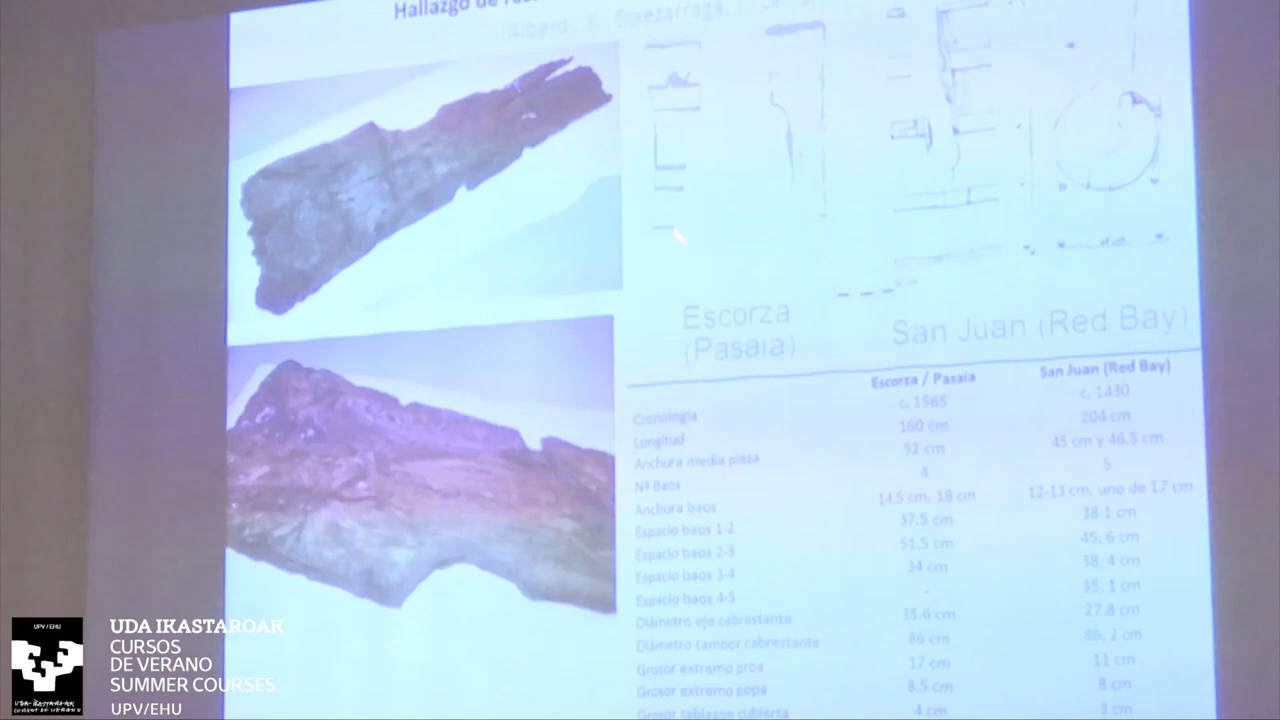 Hallazgo de
Escorza
(Pasaia)
San Juan (Red Bay)
Escorza / Pasaia
San Juan (Red Bay)
Cronología
c. 1565
c. 1430
Longitud
160 cm
204 cm
Anchura media pieza
52 cm
45 cm y 46.5 cm
Nº Baos
4
5
Anchura baos
14.5 cm. 18 cm
12-13 cm. uno de 17 cm
Espacio baos 1-2
37.5 cm
38.1 cm
Espacio baos 2-3
51.5 cm
45. 6 cm
Espacio baos 3-4
34 cm
38. 4 cm
Espacio baos 4-5
-
35. 1 cm
Diámetro eje cabrestante
35.6 cm
27.8 cm
Diámetro tambor cabrestante
86 cm
86. 2 cm
Grosor extremo proa
17 cm
11 cm
Grosor extremo popa
8.5 cm
8 cm
Grosor tablazon cubierta
4 cm
3 cm
UPV / EHU
UDA IKASTAROAK
CURSOS
DE VERANO
SUMMER COURSES
UPV/EHU